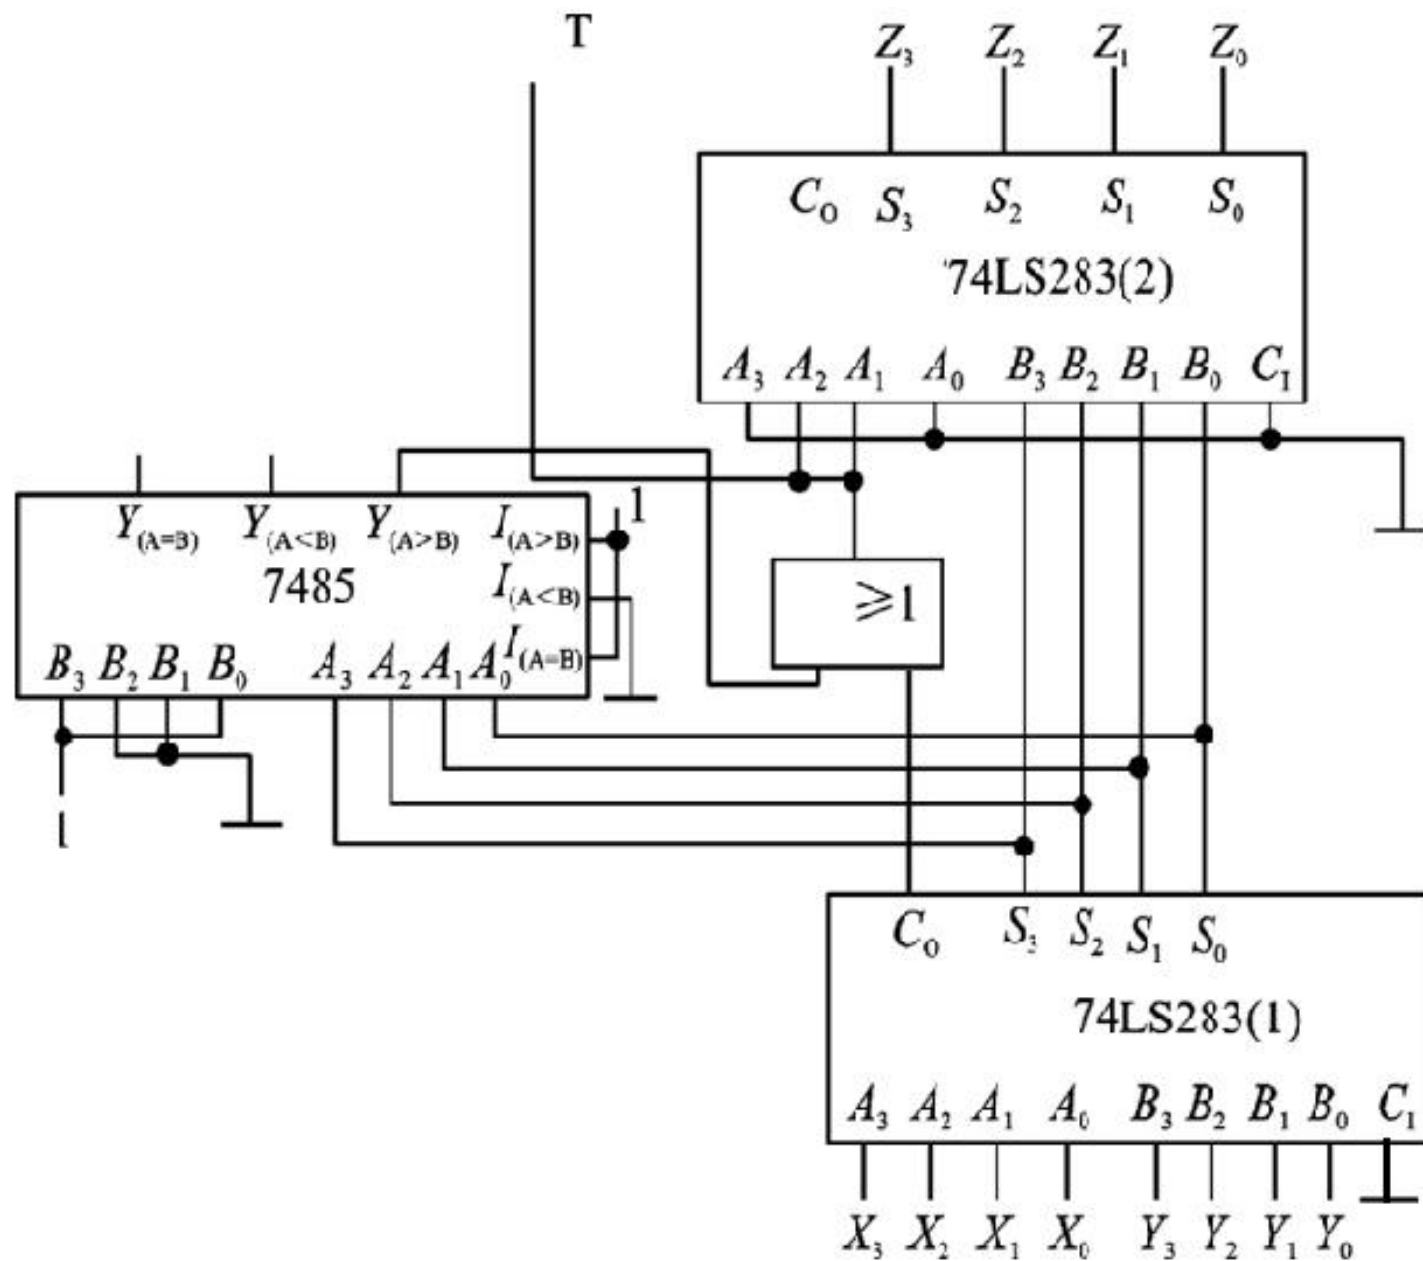 T
Z₃ Z₂ Z₁ Z₀
C₀ S₃ S₂ S₁ S₀
74LS283(2)
A₃ A₂ A₁ A₀ B₃ B₂ B₁ B₀ C₁
1
Y(A=B) Y(A<B) Y(A>B) I(A>B)
7485
I(A<B)
≥1
B₃ B₂ B₁ B₀ A₃ A₂ A₁ A₀ I(A=B)
1
C₀ S₃ S₂ S₁ S₀
74LS283(1)
A₃ A₂ A₁ A₀ B₃ B₂ B₁ B₀ C₁
X₃ X₂ X₁ X₀ Y₃ Y₂ Y₁ Y₀